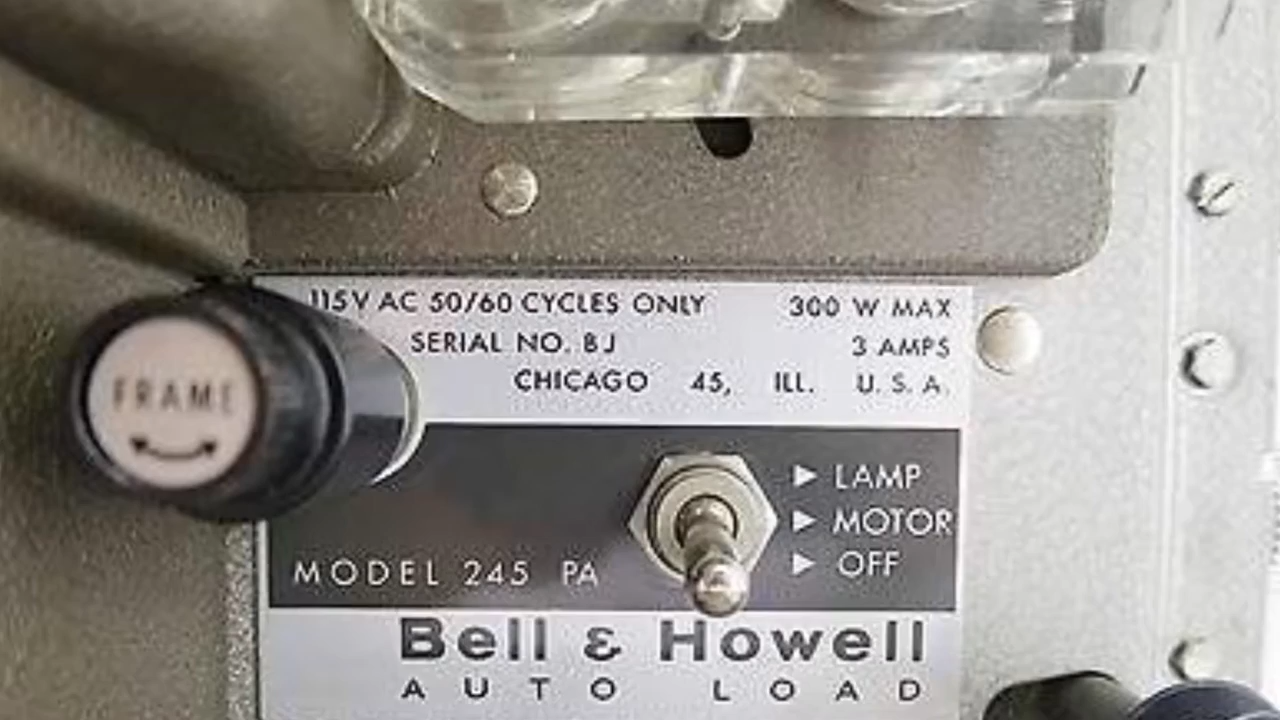 115V AC 50/60 CYCLES ONLY 300 W MAX
SERIAL NO. BJ 3 AMPS
CHICAGO 45, ILL. U. S. A.
FRAME
LAMP
MOTOR
OFF
MODEL 245 PA
Bell & Howell
AUTO LOAD